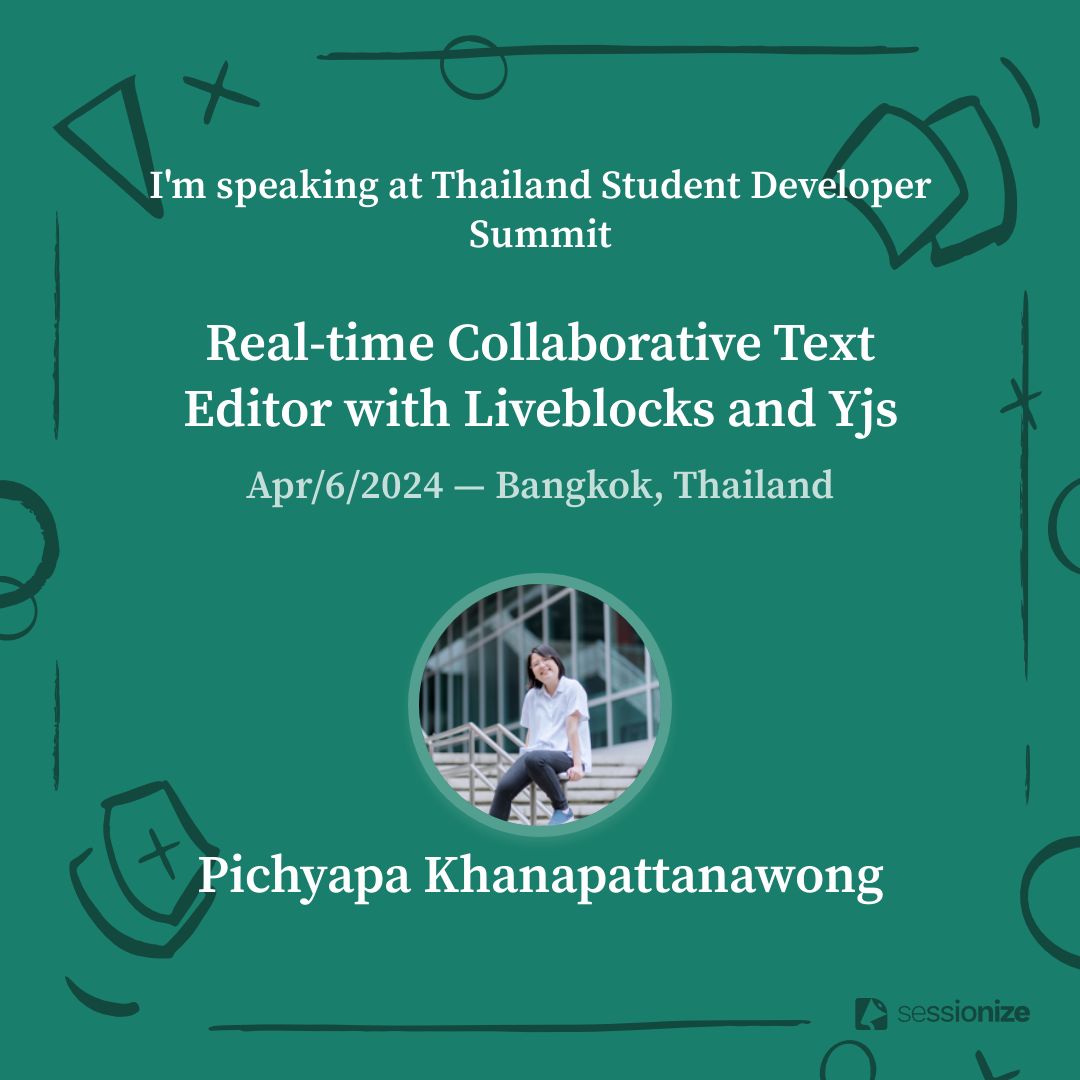 I'm speaking at Thailand Student Developer
Summit
Real-time Collaborative Text
Editor with Liveblocks and Yjs
Apr/6/2024 — Bangkok, Thailand
Pichyapa Khanapattanawong
sessionize